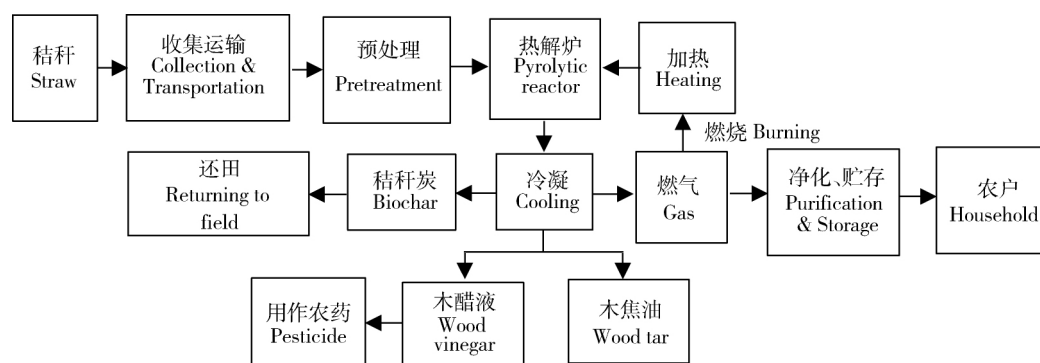 秸秆
Straw
收集运输
Collection &
Transportation
预处理
Pretreatment
热解炉
Pyrolytic
reactor
加热
Heating
燃烧 Burning
还田
Returning to
field
秸秆炭
Biochar
冷凝
Cooling
燃气
Gas
净化、贮存
Purification
& Storage
农户
Household
用作农药
Pesticide
木醋液
Wood
vinegar
木焦油
Wood tar